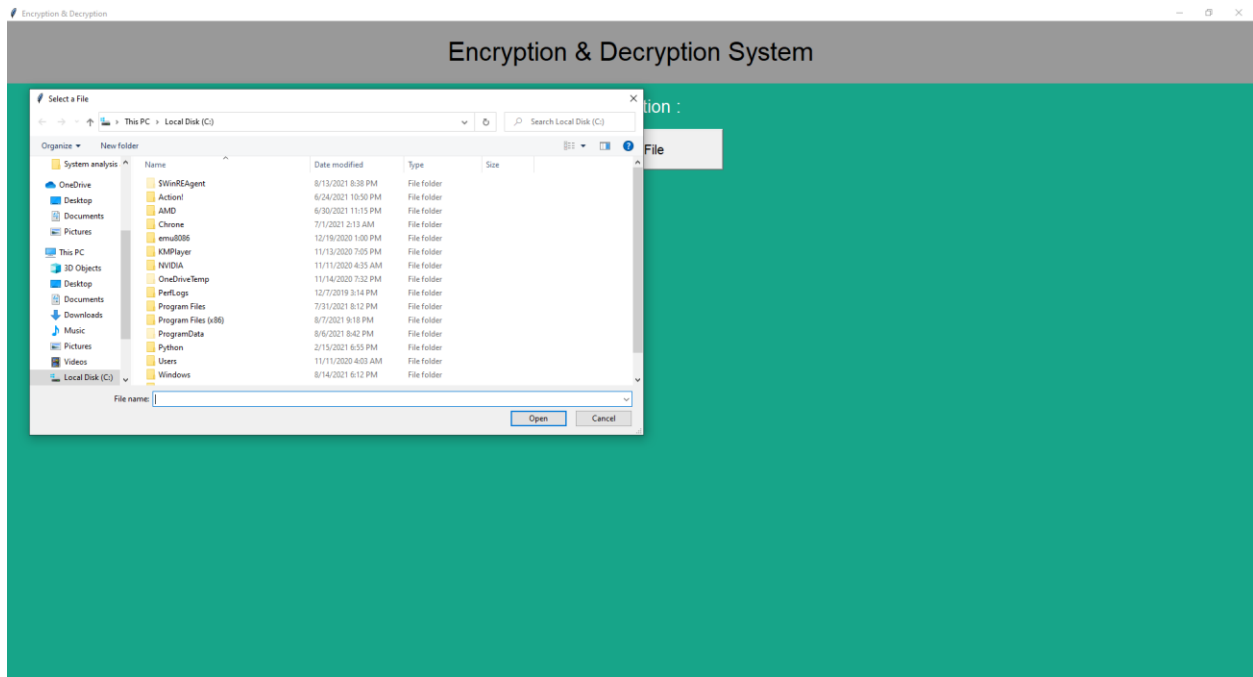 Encryption & Decryption
Encryption & Decryption System
Select a File
tion :
This PC > Local Disk (C:)
Search Local Disk (C:)
Organize
New folder
File
System analysis
OneDrive
Desktop
Documents
Pictures
This PC
3D Objects
Desktop
Documents
Downloads
Music
Pictures
Videos
Local Disk (C:)
Name Date modified Type Size
$WinREAgent 8/13/2021 8:38 PM File folder
Action! 6/24/2021 10:50 PM File folder
AMD 6/30/2021 11:15 PM File folder
Chrone 7/1/2021 2:13 AM File folder
emu8086 12/19/2020 1:00 PM File folder
KMPlayer 11/13/2020 7:05 PM File folder
NVIDIA 11/11/2020 4:35 AM File folder
OneDriveTemp 11/14/2020 7:32 PM File folder
PerfLogs 12/7/2019 3:14 PM File folder
Program Files 7/31/2021 8:12 PM File folder
Program Files (x86) 8/7/2021 9:18 PM File folder
ProgramData 8/6/2021 8:42 PM File folder
Python 2/15/2021 6:55 PM File folder
Users 11/11/2020 4:03 AM File folder
Windows 8/14/2021 6:12 PM File folder
File name:
Open Cancel